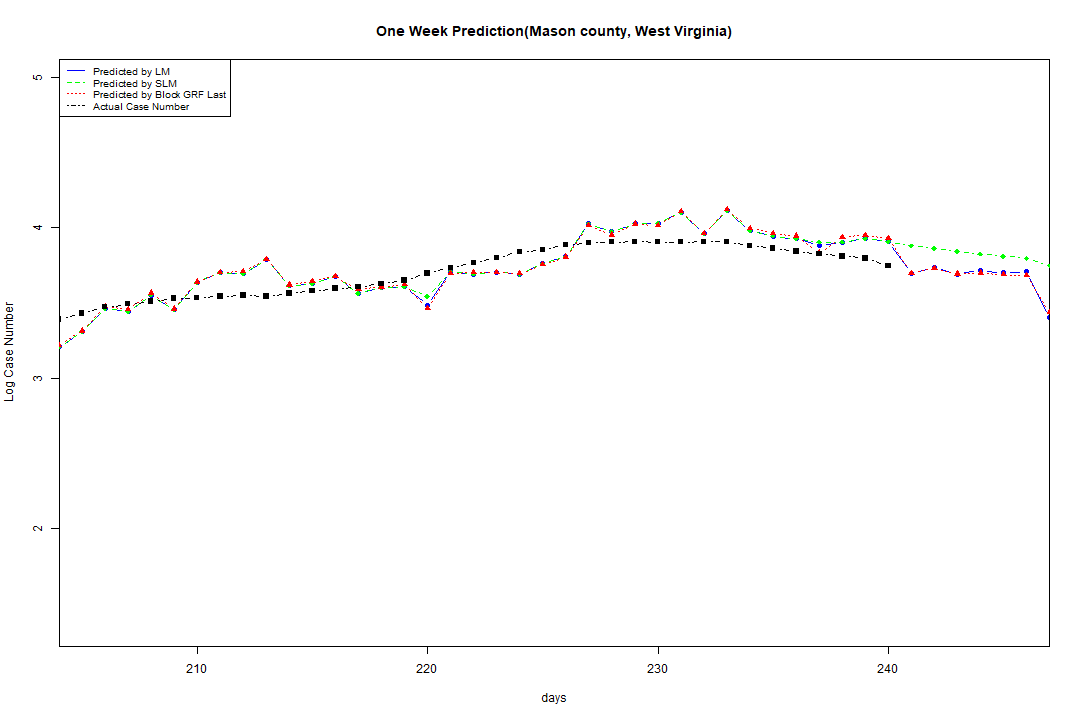 One Week Prediction(Mason county, West Virginia)
Predicted by LM
Predicted by SLM
Predicted by Block GRF Last
Actual Case Number
5
4
3
2
Log Case Number
210 220 230 240
days